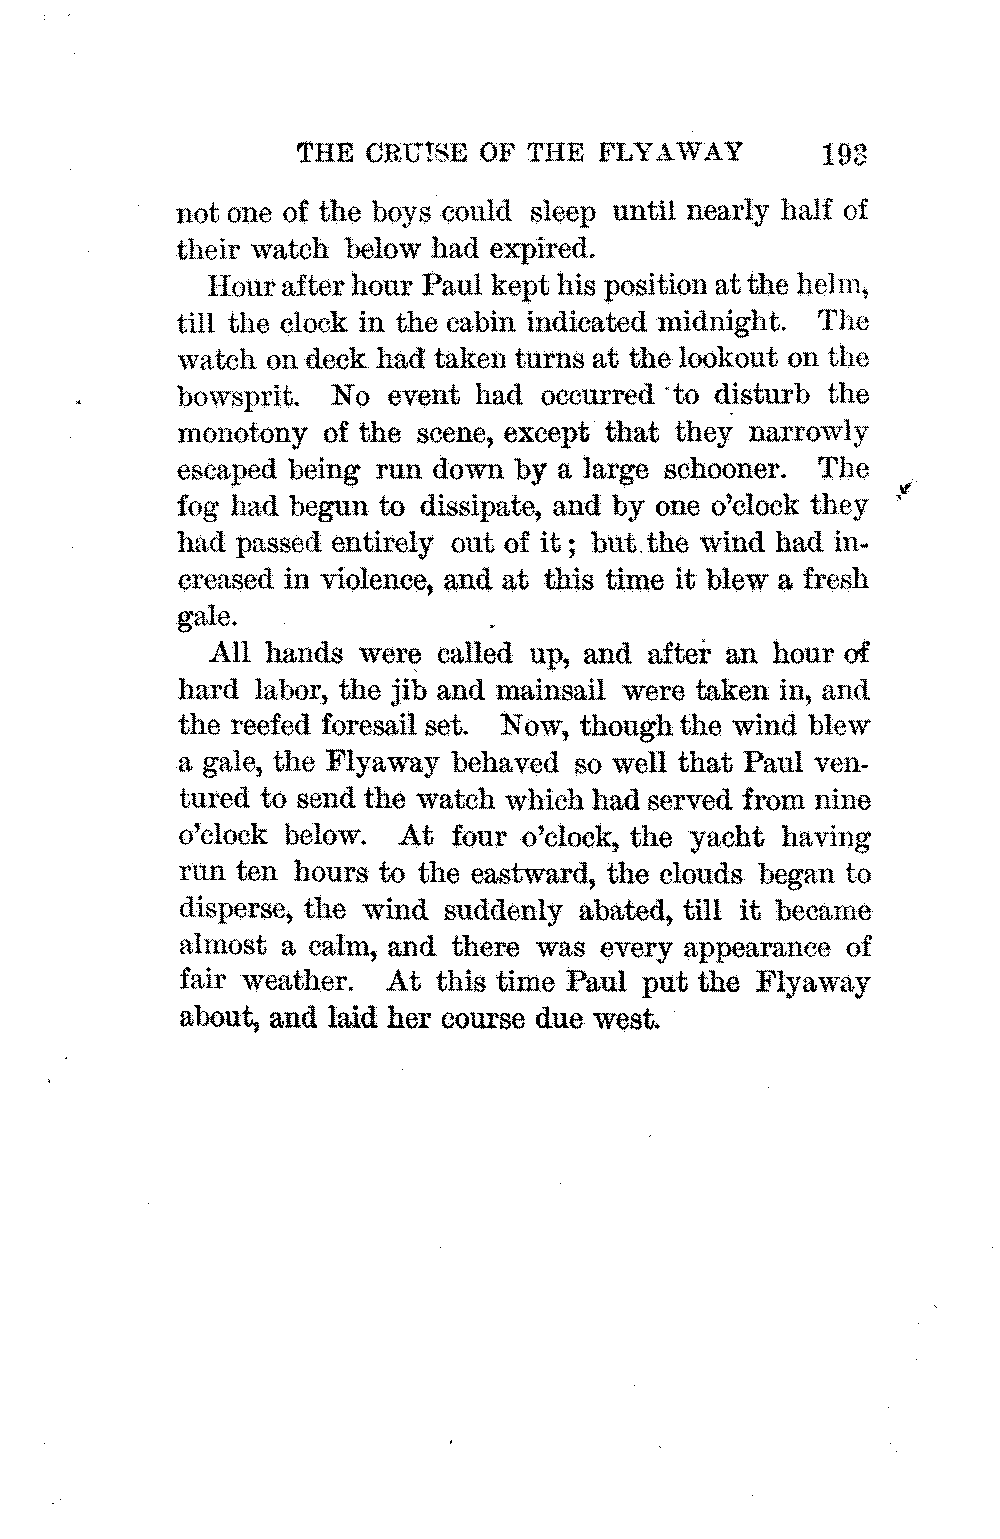 THE CRUISE OF THE FLYAWAY 193
not one of the boys could sleep until nearly half of
their watch below had expired.
Hour after hour Paul kept his position at the helm,
till the clock in the cabin indicated midnight. The
watch on deck had taken turns at the lookout on the
bowsprit. No event had occurred to disturb the
monotony of the scene, except that they narrowly
escaped being run down by a large schooner. The
fog had begun to dissipate, and by one o'clock they
had passed entirely out of it; but the wind had in-
creased in violence, and at this time it blew a fresh
gale.
All hands were called up, and after an hour of
hard labor, the jib and mainsail were taken in, and
the reefed foresail set. Now, though the wind blew
a gale, the Flyaway behaved so well that Paul ven-
tured to send the watch which had served from nine
o'clock below. At four o'clock, the yacht having
run ten hours to the eastward, the clouds began to
disperse, the wind suddenly abated, till it became
almost a calm, and there was every appearance of
fair weather. At this time Paul put the Flyaway
about, and laid her course due west.